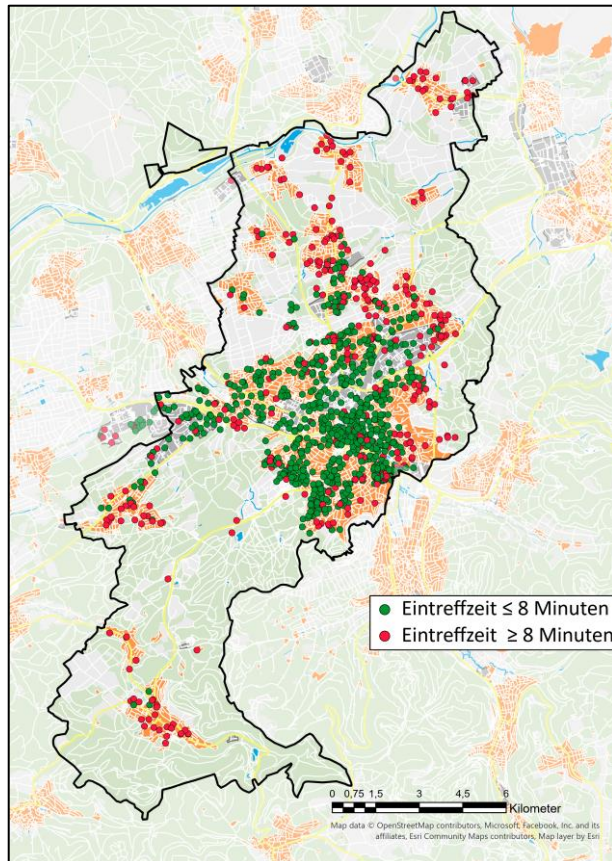 Eintreffzeit ≤ 8 Minuten
Eintreffzeit ≥ 8 Minuten
0 0,75 1,5 3 4,5 6
Kilometer
Map data © OpenStreetMap contributors, Microsoft, Facebook, Inc. and its
affiliates, Esri Community Maps contributors, Map layer by Esri